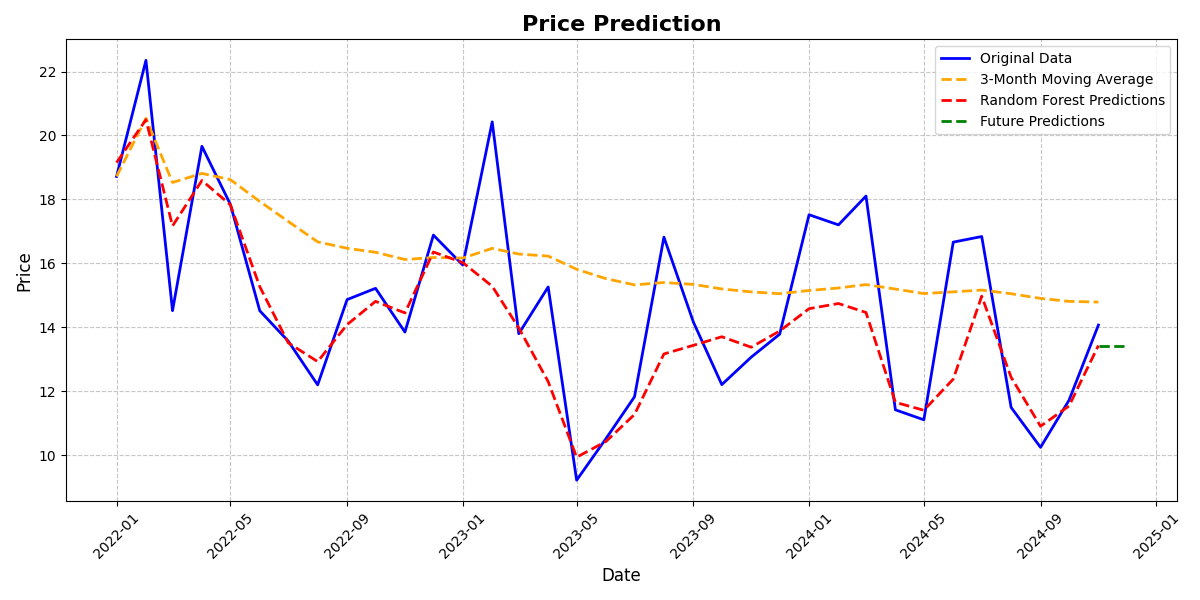 Price Prediction
Original Data
3-Month Moving Average
Random Forest Predictions
Future Predictions
Price
22
20
18
16
14
12
10
2022-01
2022-05
2022-09
2023-01
2023-05
2023-09
2024-01
2024-05
2024-09
2025-01
Date